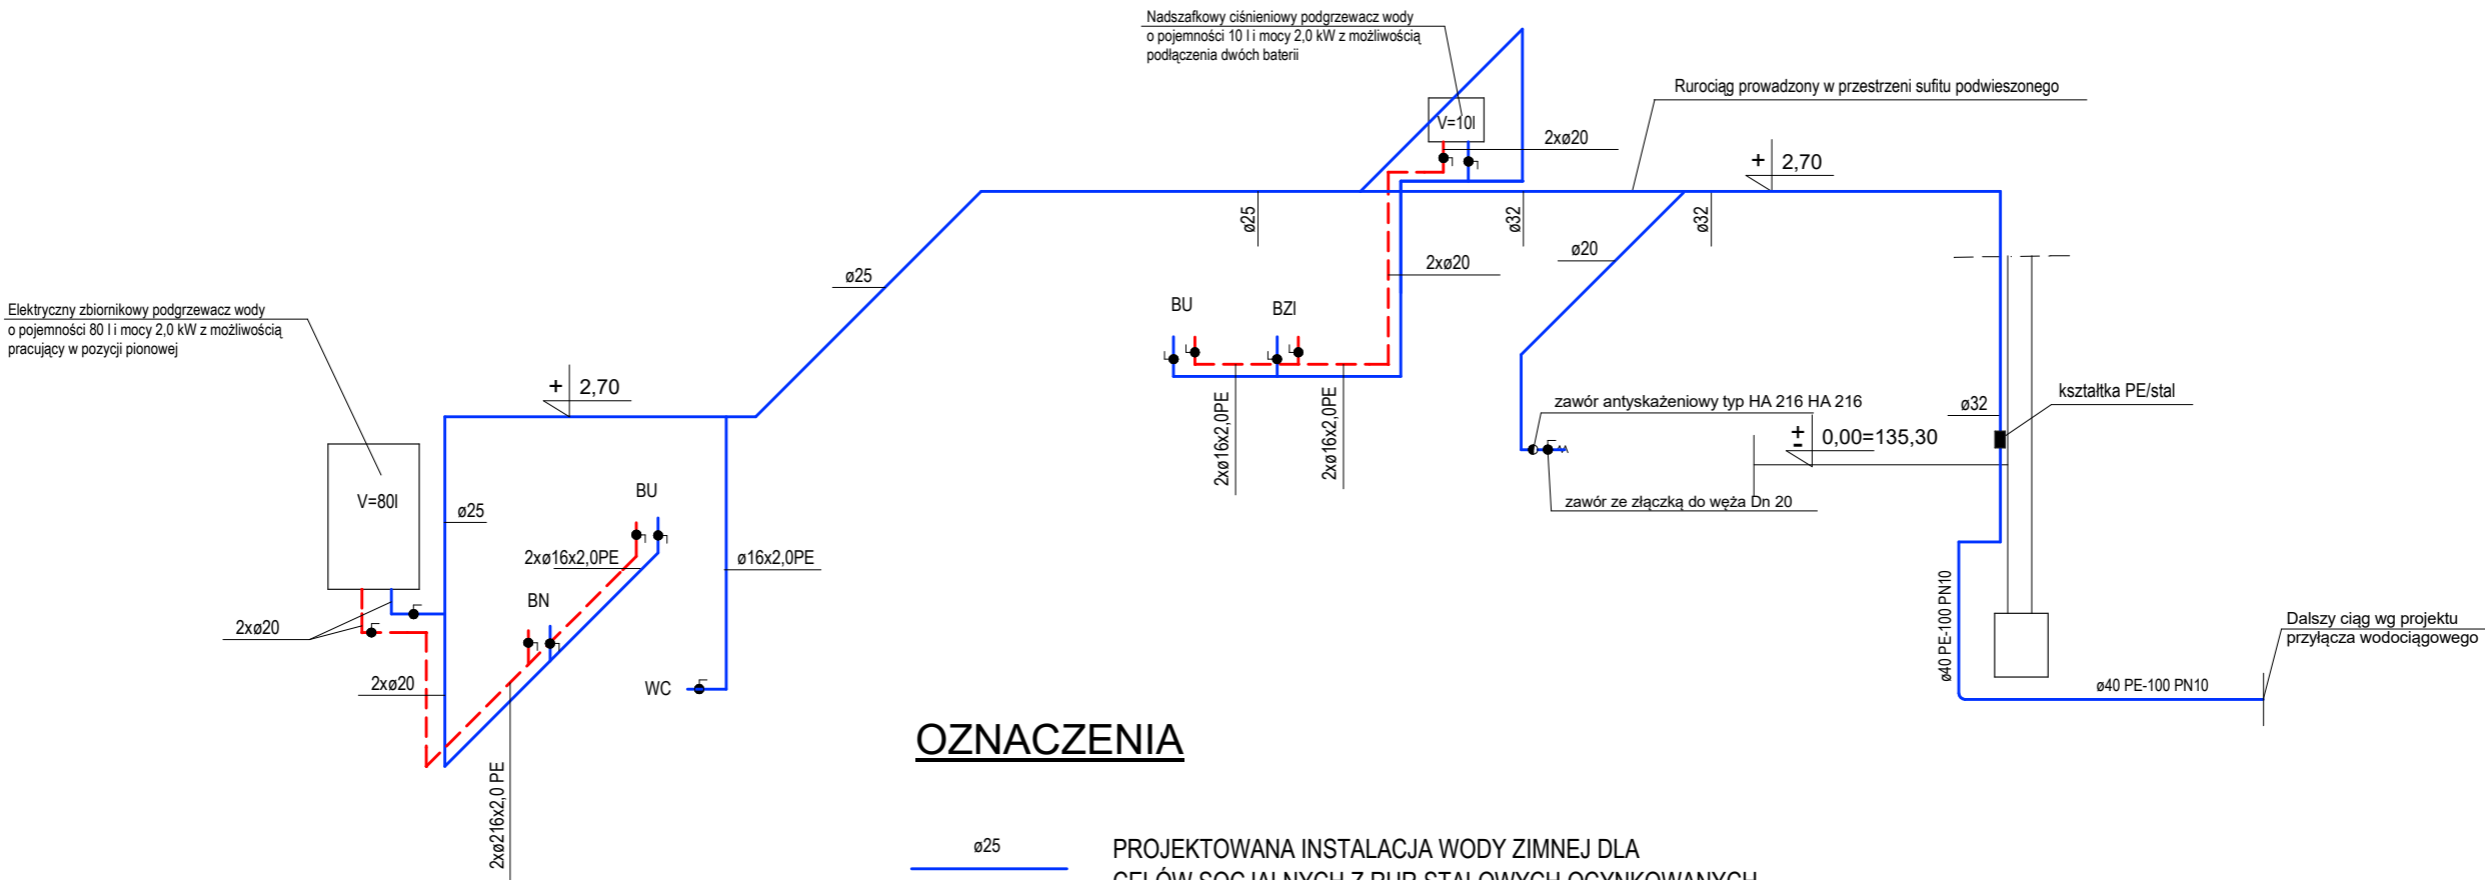 Nadszafkowy ciśnieniowy podgrzewacz wody
o pojemności 10 l i mocy 2,0 kW z możliwością
podłączenia dwóch baterii
Rurociąg prowadzony w przestrzeni sufitu podwieszonego
V=10l
2xø20
+ 2,70
ø25
ø32
ø32
ø20
2xø20
ø25
Elektryczny zbiornikowy podgrzewacz wody
o pojemności 80 l i mocy 2,0 kW z możliwością
pracujący w pozycji pionowej
BU
BZI
+ 2,70
2xø16x2,0PE
2xø16x2,0PE
zawór antyskażeniowy typ HA 216 HA 216
kształtka PE/stal
ø32
± 0,00=135,30
V=80l
ø25
BU
zawór ze złączką do węża Dn 20
2xø16x2,0PE
ø16x2,0PE
BN
2xø20
ø40 PE-100 PN10
Dalszy ciąg wg projektu
przyłącza wodociągowego
2xø20
WC
ø40 PE-100 PN10
2xø216x2,0 PE
OZNACZENIA
ø25
PROJEKTOWANA INSTALACJA WODY ZIMNEJ DLA
CELÓW SOCJALNYCH Z RUR STALOWYCH OCYNKOWANYCH